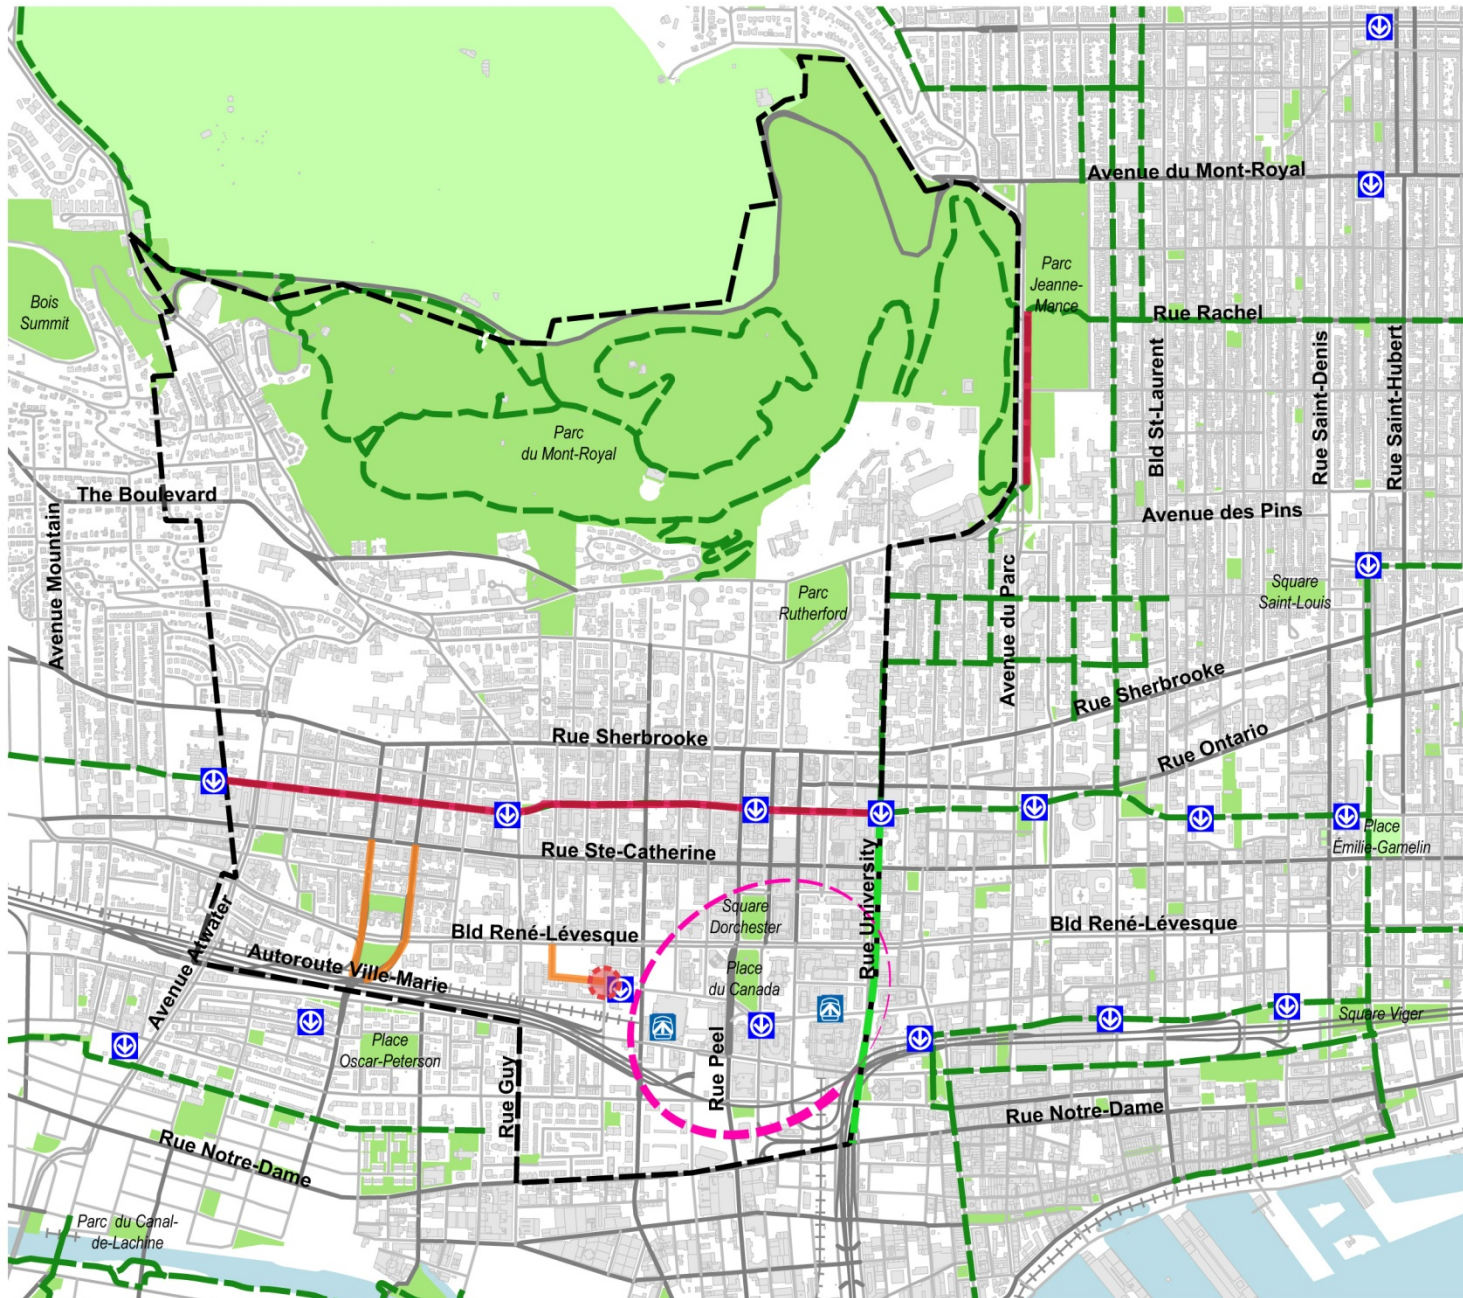 Avenue du Mont-Royal
Parc
Jeanne-
Mance
Bois
Summit
Rue Rachel
Bld St-Laurent
Rue Saint-Denis
Rue Saint-Hubert
Parc
du Mont-Royal
The Boulevard
Avenue des Pins
Avenue Mountain
Avenue du Parc
Parc
Rutherford
Square
Saint-Louis
Rue Sherbrooke
Rue Sherbrooke
Rue Ontario
Rue Ste-Catherine
Place
Émilie-Gamelin
Rue University
Square
Dorchester
Bld René-Lévesque
Bld René-Lévesque
Avenue Atwater
Autoroute Ville-Marie
Place
du Canada
Square Viger
Place
Oscar-Peterson
Rue Guy
Rue Peel
Rue Notre-Dame
Rue Notre-Dame
Parc du Canal-
de-Lachine